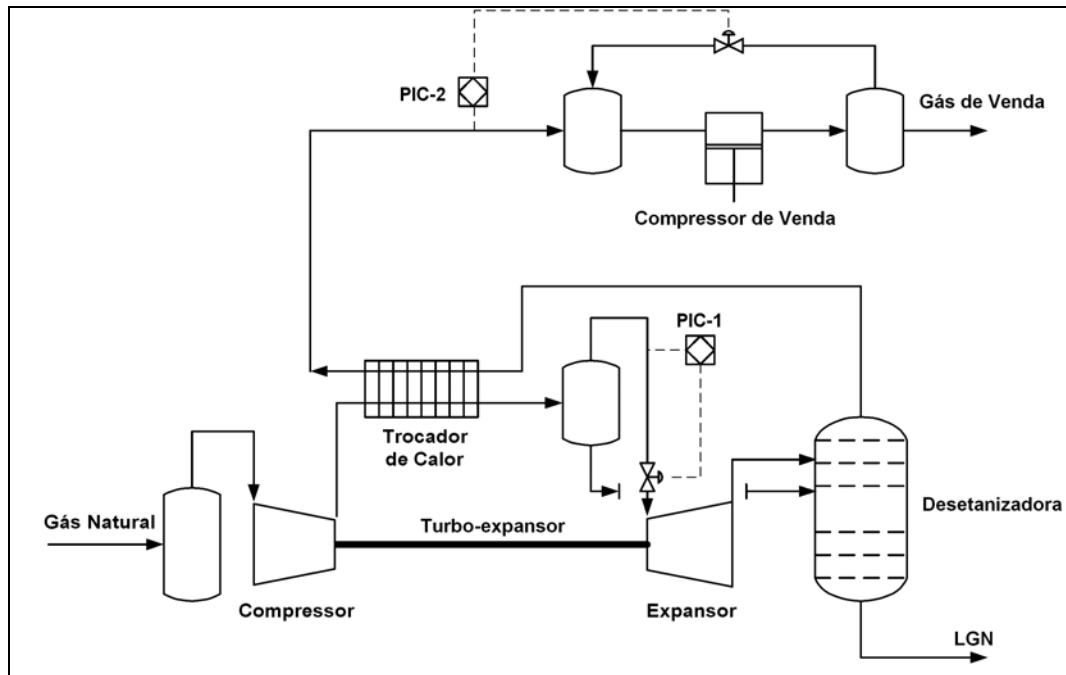 PIC-2
Gás de Venda
Compressor de Venda
PIC-1
Trocador
de Calor
Gás Natural
Turbo-expansor
Desetanizadora
Compressor
Expansor
LGN